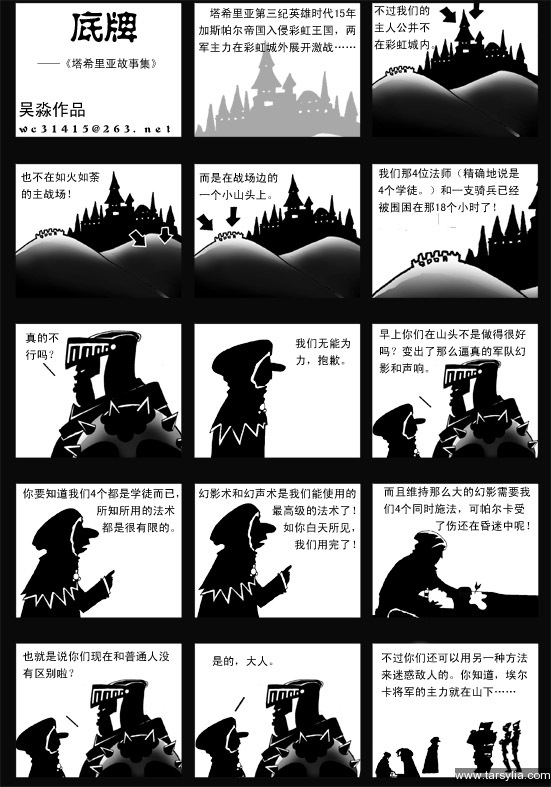 底牌
——《塔希里亚故事集》
吴淼作品
wc31415@263.net
塔希里亚第三纪英雄时代15年
加斯帕尔帝国入侵彩虹王国，两
军主力在彩虹城外展开激战……
不过我们的
主人公并不
在彩虹城内。
也不在如火如荼
的主战场！
而是在战场边的
一个小山头上。
我们那4位法师（精确地说是
4个学徒。）和一支骑兵已经
被围困在那18个小时了！
真的不
行吗？
我们无能为
力，抱歉。
早上你们在山头不是做得很好
吗？变出了那么逼真的军队幻
影和声响。
你要知道我们4个都是学徒而已，
所知所用的法术
都是很有限的。
幻影术和幻声术是我们能使用的
最高级的法术了！
如你白天所见，
我们用完了！
而且维持那么大的幻影需要我
们4个同时施法，可帕尔卡受
了伤还在昏迷中呢！
也就是说你们现在和普通人没
有区别啦？
是的，大人。
不过你们还可以用另一种方法
来迷惑敌人的。你知道，埃尔
卡将军的主力就在山下……
www.tarsylia.com